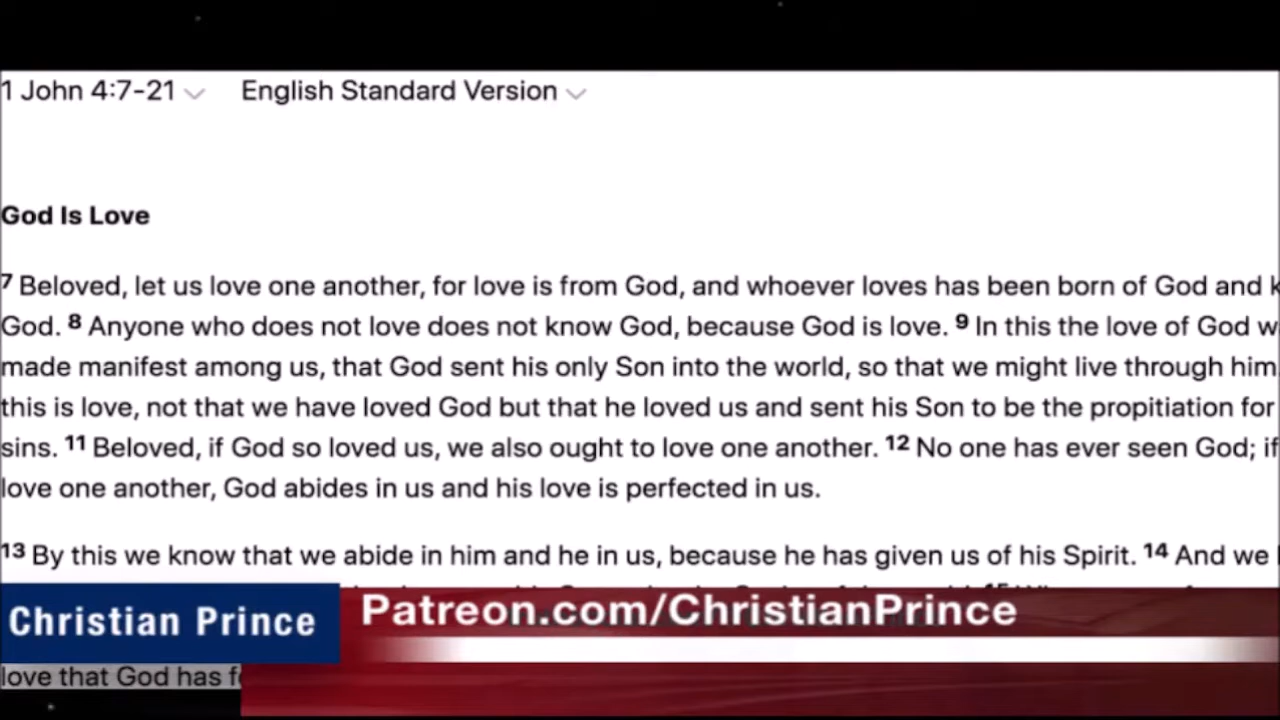 1 John 4:7-21 English Standard Version
God Is Love
7 Beloved, let us love one another, for love is from God, and whoever loves has been born of God and
God. 8 Anyone who does not love does not know God, because God is love. 9 In this the love of God
made manifest among us, that God sent his only Son into the world, so that we might live through him
this is love, not that we have loved God but that he loved us and sent his Son to be the propitiation for
sins. 11 Beloved, if God so loved us, we also ought to love one another. 12 No one has ever seen God; if
love one another, God abides in us and his love is perfected in us.
13 By this we know that we abide in him and he in us, because he has given us of his Spirit. 14 And we
Christian Prince
Patreon.com/ChristianPrince
love that God has